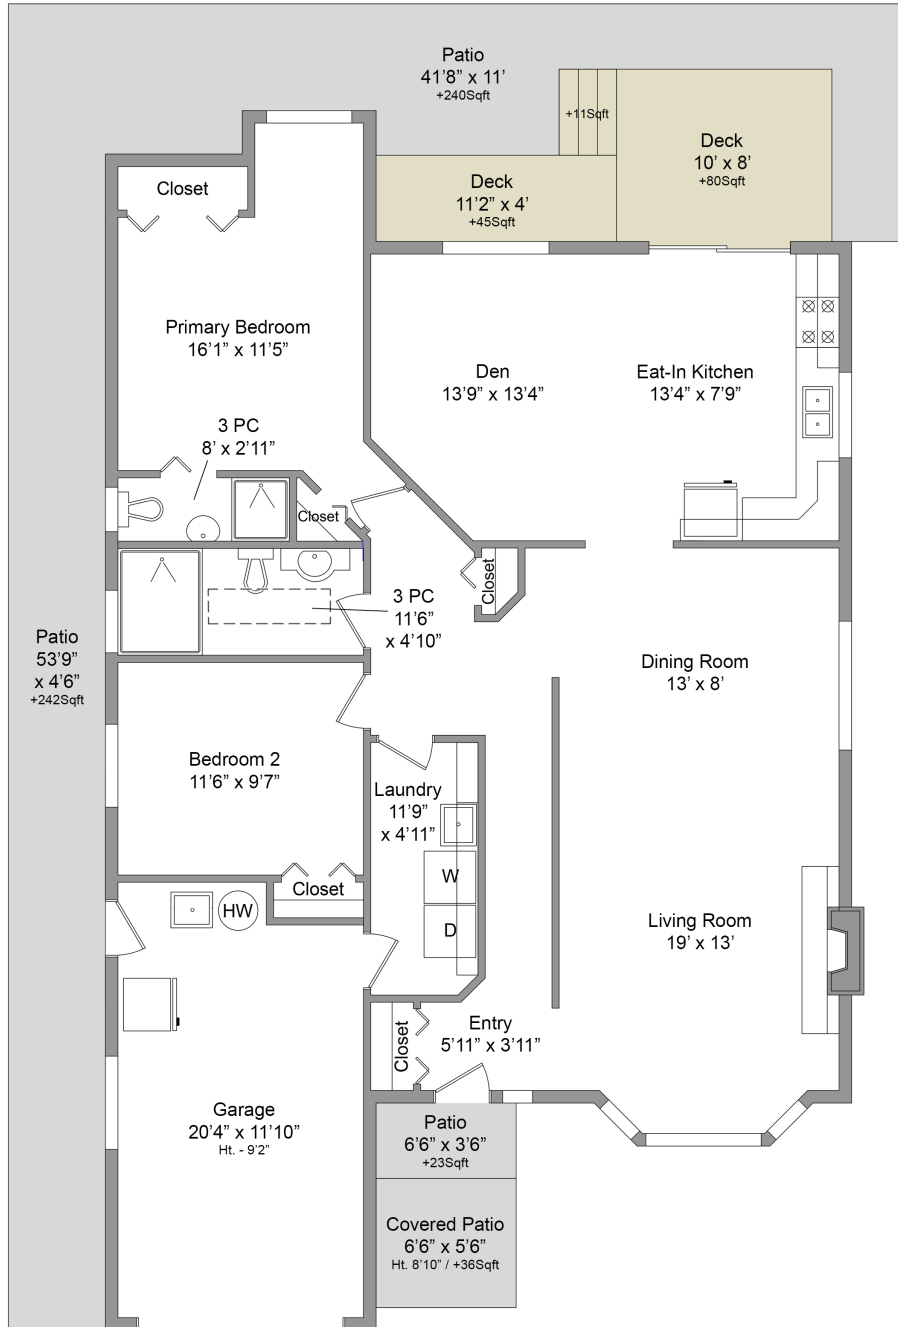 Patio
41’8” x 11’
+240Sqft
+11Sqft
Deck
10’ x 8’
+80Sqft
Deck
11’2” x 4’
+45Sqft
Closet
Primary Bedroom
16’1” x 11’5”
Den
13’9” x 13’4”
Eat-In Kitchen
13’4” x 7’9”
3 PC
8’ x 2’11”
Closet
Closet
3 PC
11’6”
x 4’10”
Patio
53’9”
x 4’6”
+242Sqft
Dining Room
13’ x 8’
Bedroom 2
11’6” x 9’7”
Laundry
11’9”
x 4’11”
W
D
Closet
HW
Living Room
19’ x 13’
Closet
Entry
5’11” x 3’11”
Garage
20’4” x 11’10”
Ht. - 9’2”
Patio
6’6” x 3’6”
+23Sqft
Covered Patio
6’6” x 5’6”
Ht. 8’10” / +36Sqft